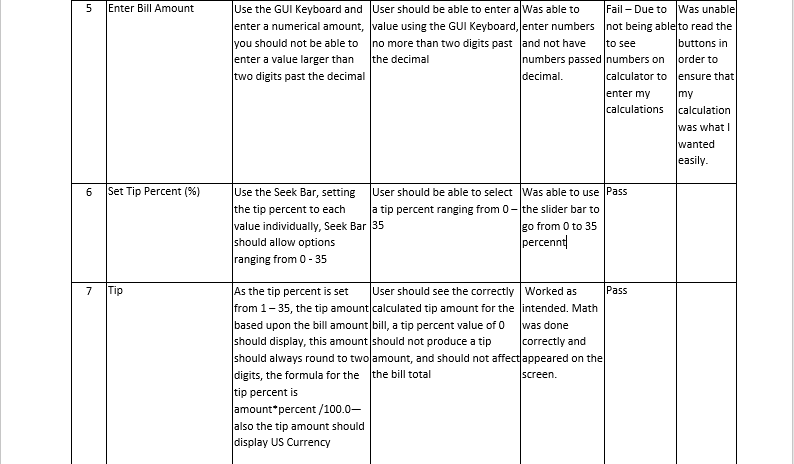 5
Enter Bill Amount
Use the GUI Keyboard and
enter a numerical amount,
you should not be able to
enter a value larger than
two digits past the decimal
User should be able to enter a
value using the GUI Keyboard,
no more than two digits past
the decimal
Was able to
enter numbers
and not have
numbers passed
decimal.
Fail – Due to
not being able
to see
numbers on
calculator to
enter my
calculations
Was unable
to read the
buttons in
order to
ensure that
my
calculation
was what I
wanted
easily.
6
Set Tip Percent (%)
Use the Seek Bar, setting
the tip percent to each
value individually, Seek Bar
should allow options
ranging from 0 - 35
User should be able to select
a tip percent ranging from 0 –
35
Was able to use
the slider bar to
go from 0 to 35
percennt
Pass
7
Tip
As the tip percent is set
from 1 – 35, the tip amount
based upon the bill amount
should display, this amount
should always round to two
digits, the formula for the
tip percent is
amount*percent /100.0—
also the tip amount should
display US Currency
User should see the correctly
calculated tip amount for the
bill, a tip percent value of 0
should not produce a tip
amount, and should not affect
the bill total
Worked as
intended. Math
was done
correctly and
appeared on the
screen.
Pass